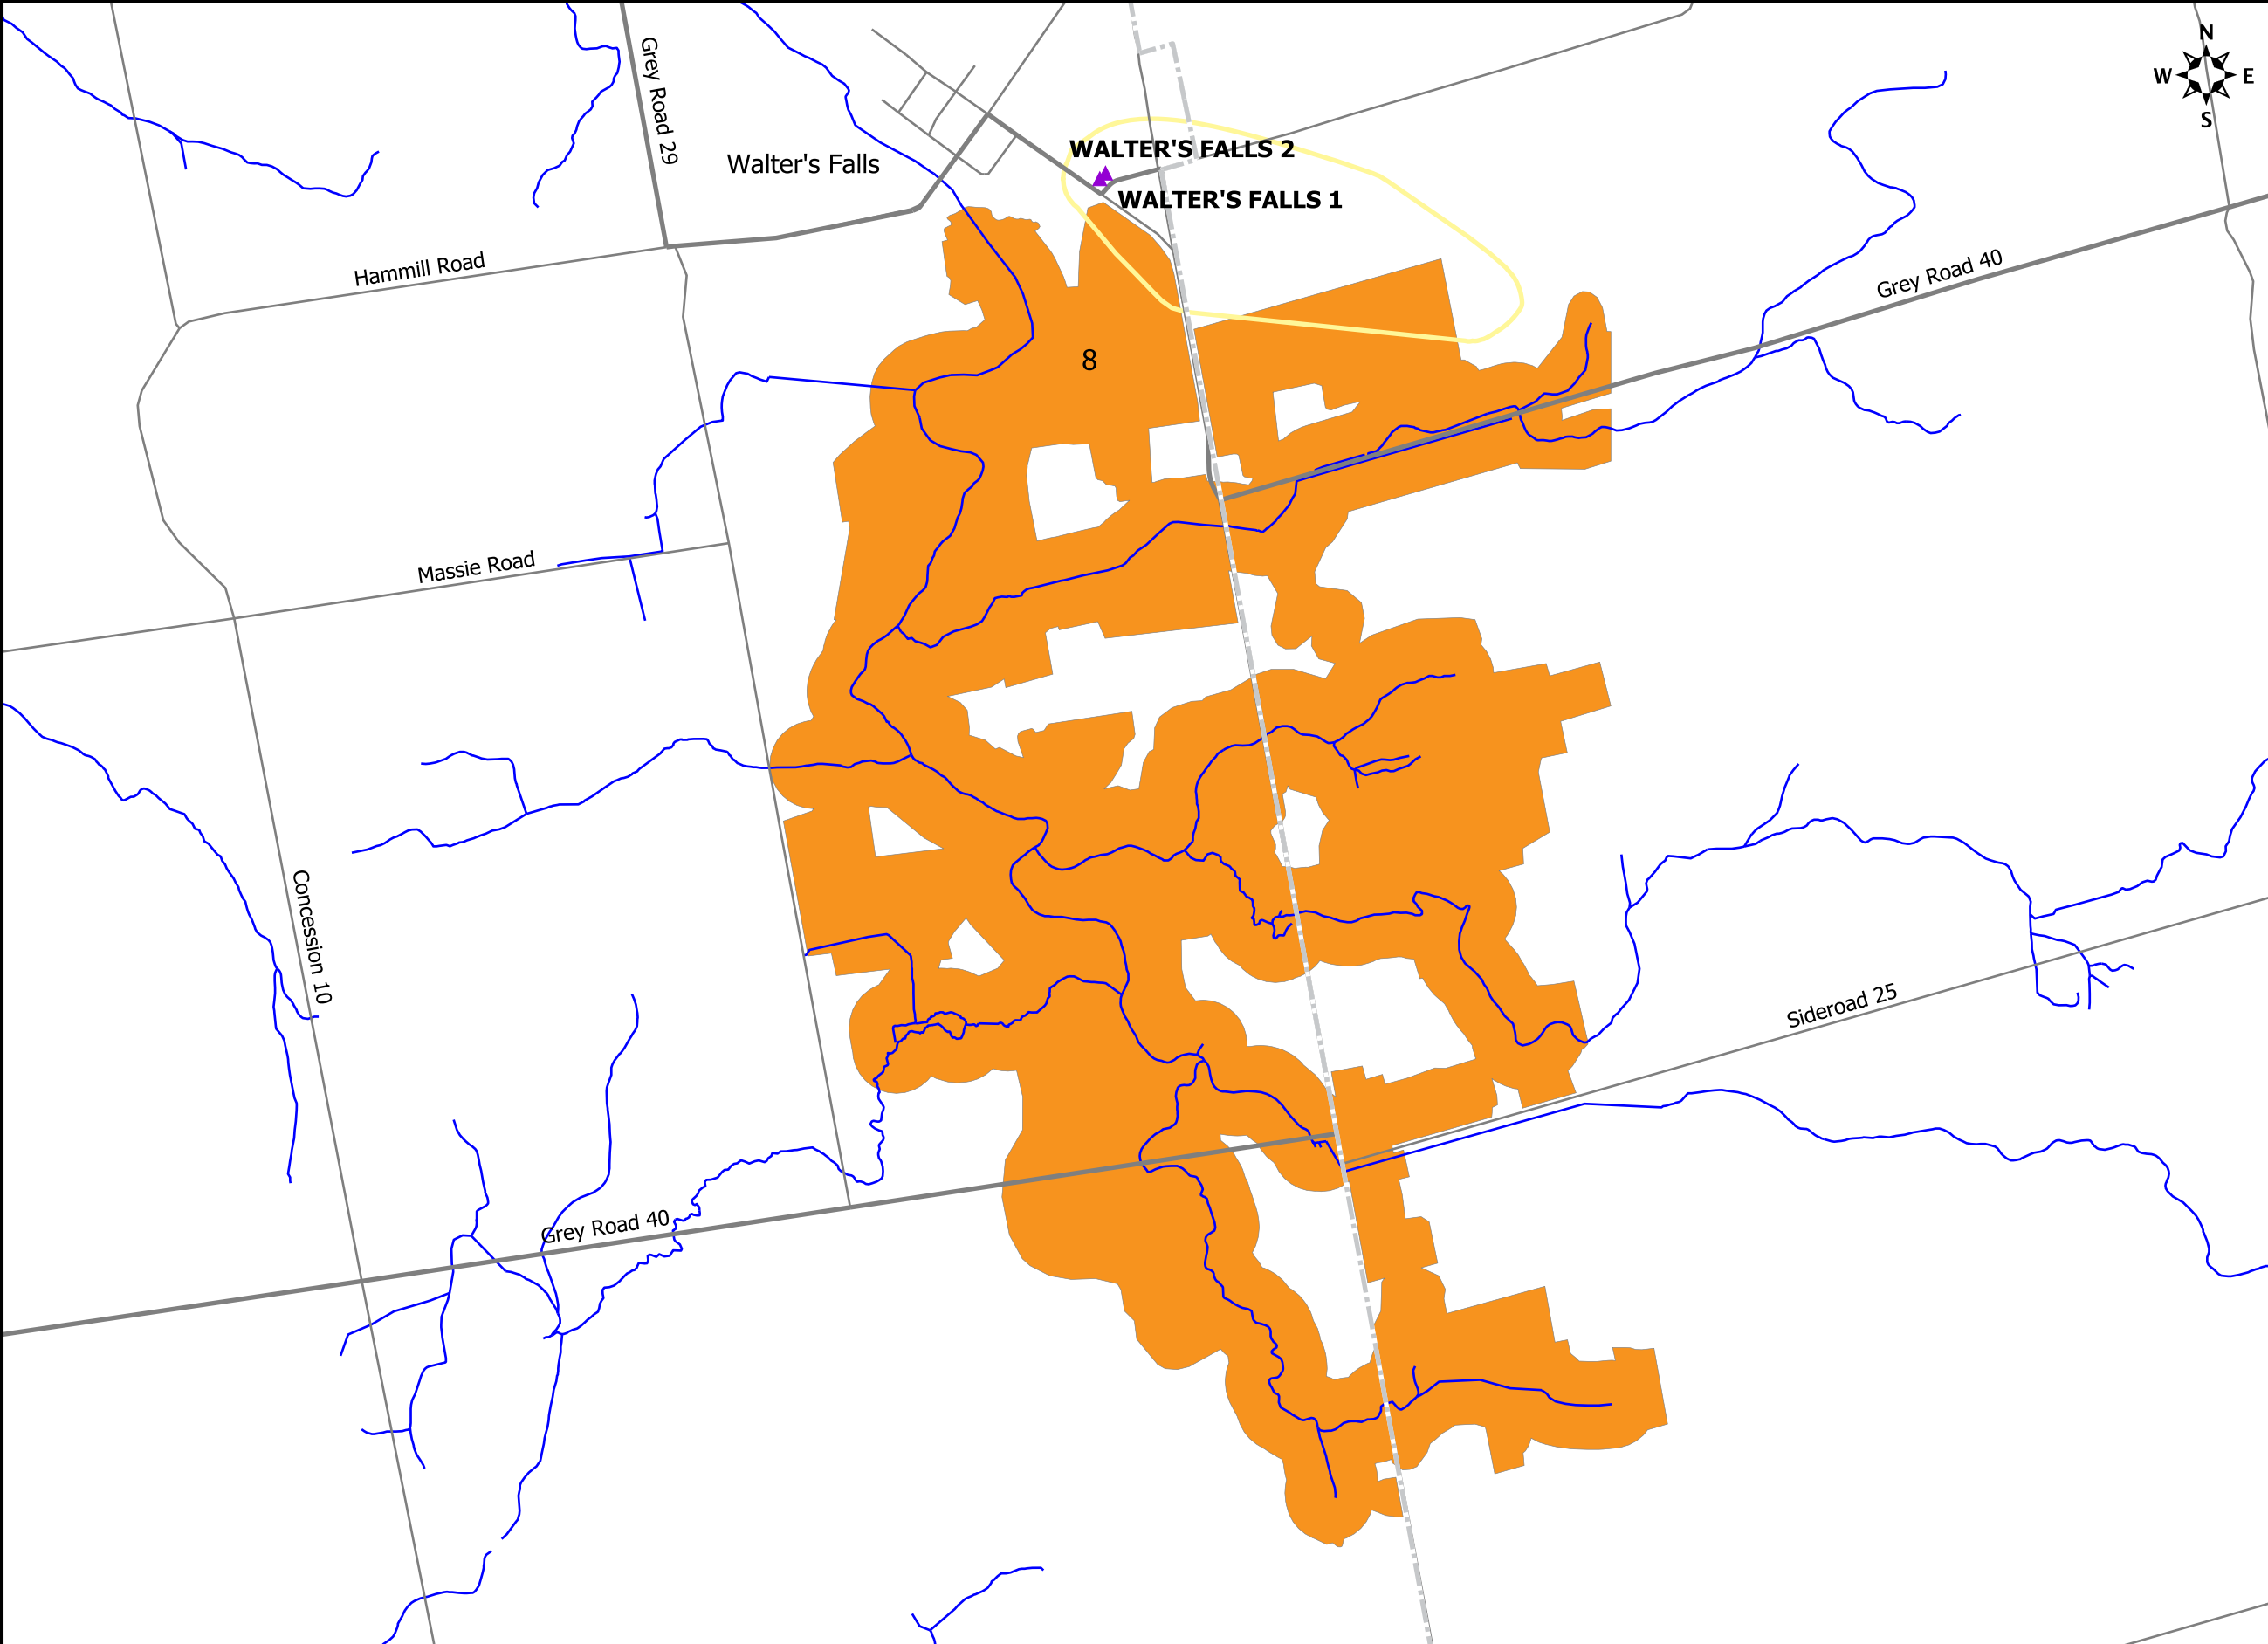 N
W E
S
Grey Road 29
WALTER'S FALLS 2
Walter's Falls
WALTER'S FALLS 1
Hammill Road
Grey Road 40
8
Massie Road
Concession 10
Sideroad 25
Grey Road 40